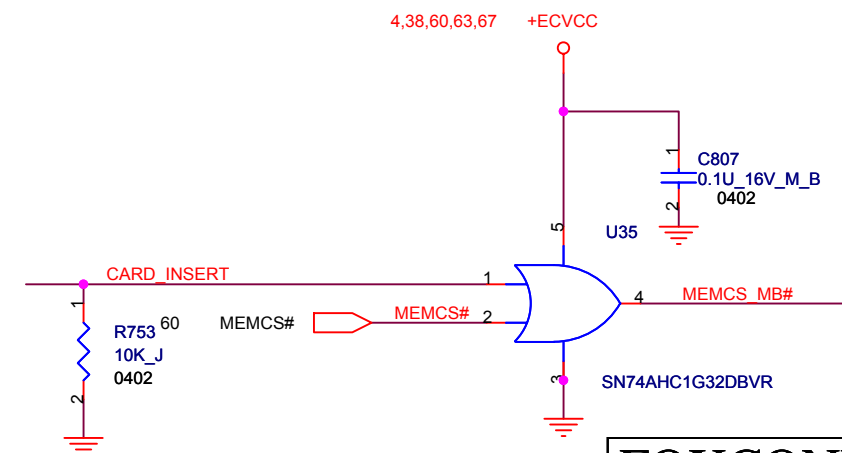 4,38,60,63,67 +ECVCC
1
C807
0.1U_16V_M_B
0402
2
5
U35
CARD_INSERT
1
4
MEMCS_MB#
1
R753
60
MEMCS#
MEMCS#
2
10K_J
0402
3
SN74AHC1G32DBVR
2